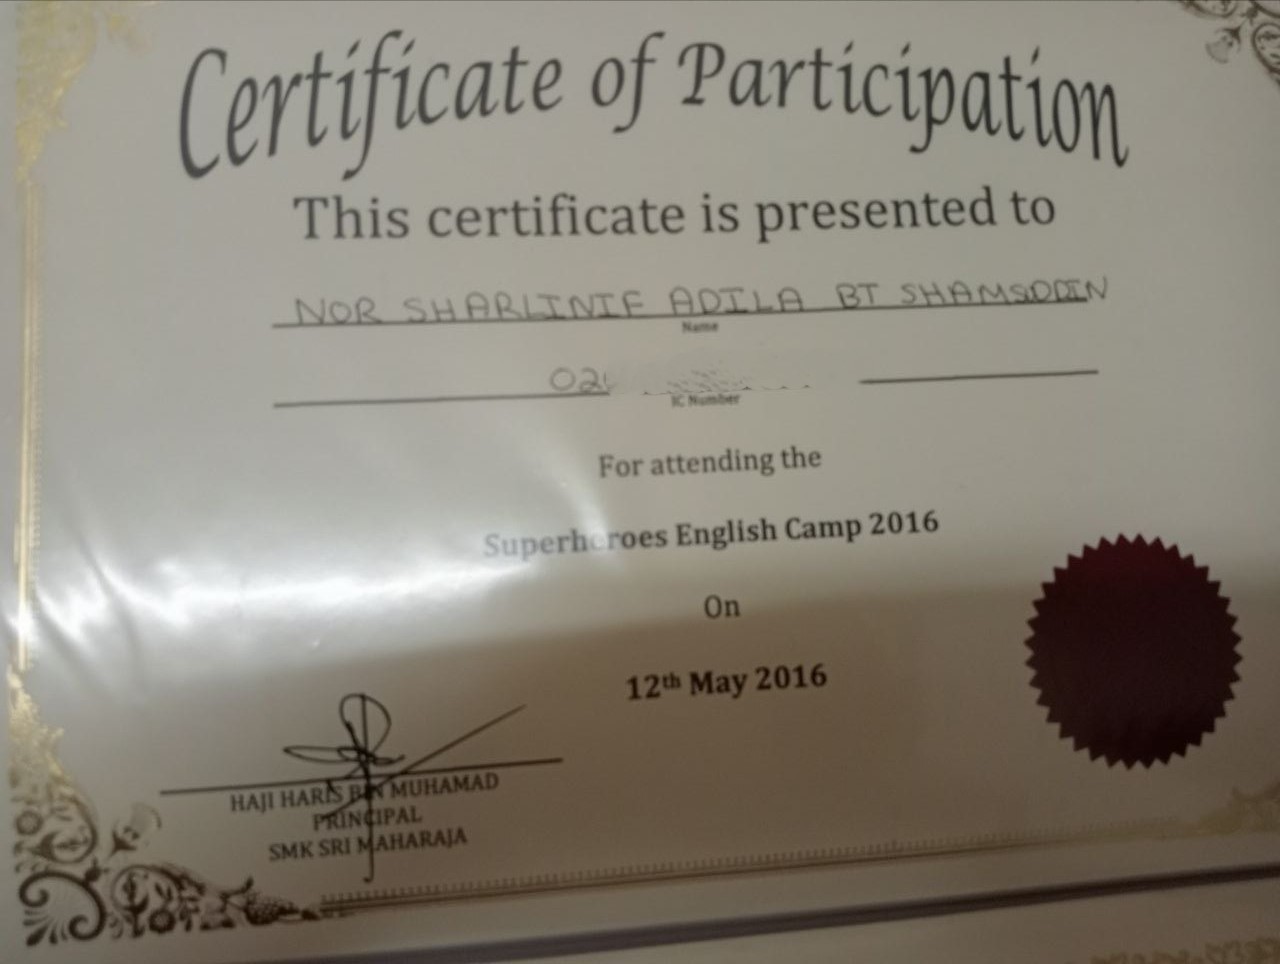 Certificate of Participation
This certificate is presented to
NOR SHARLINIE ADILA BT SHAMSODDIN
Name
02
IC Number
For attending the
Superheroes English Camp 2016
On
12th May 2016
HAJI HARIS BIN MUHAMAD
PRINCIPAL
SMK SRI MAHARAJA